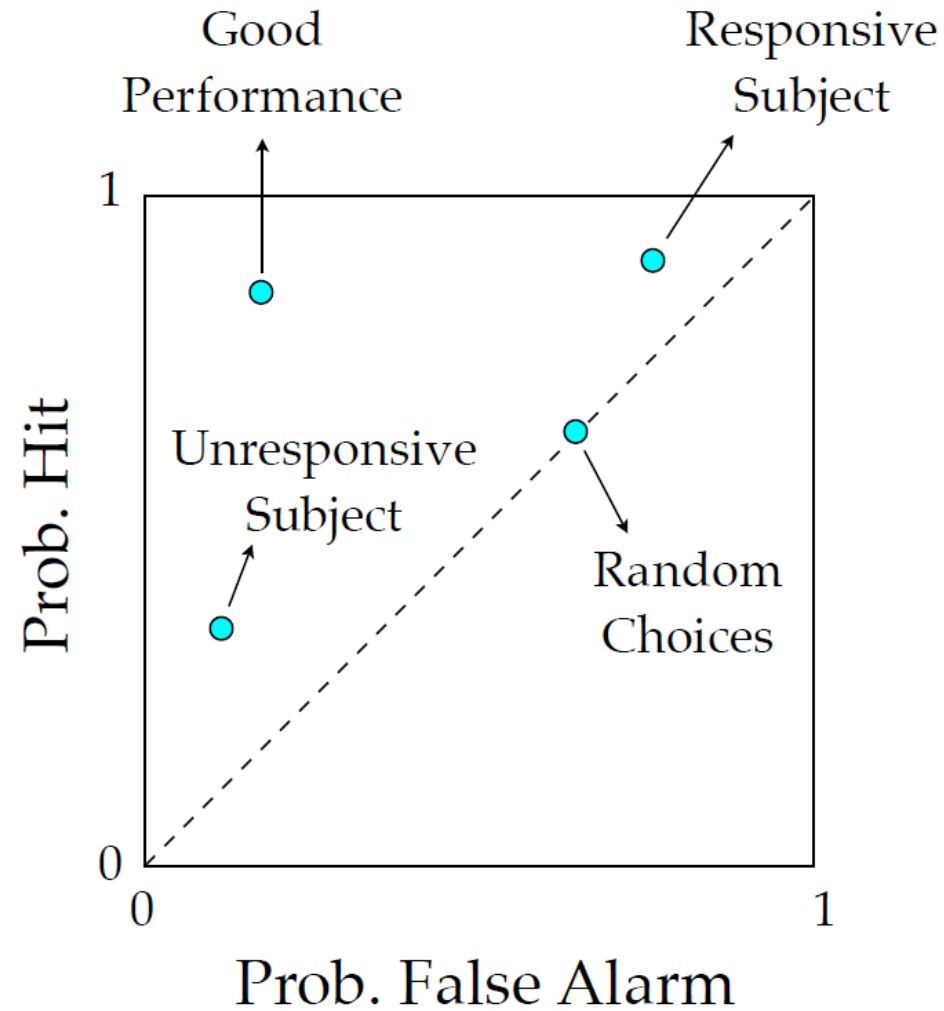 Good
Performance
Responsive
Subject
1
Unresponsive
Subject
Random
Choices
Prob. Hit
0
0
1
Prob. False Alarm